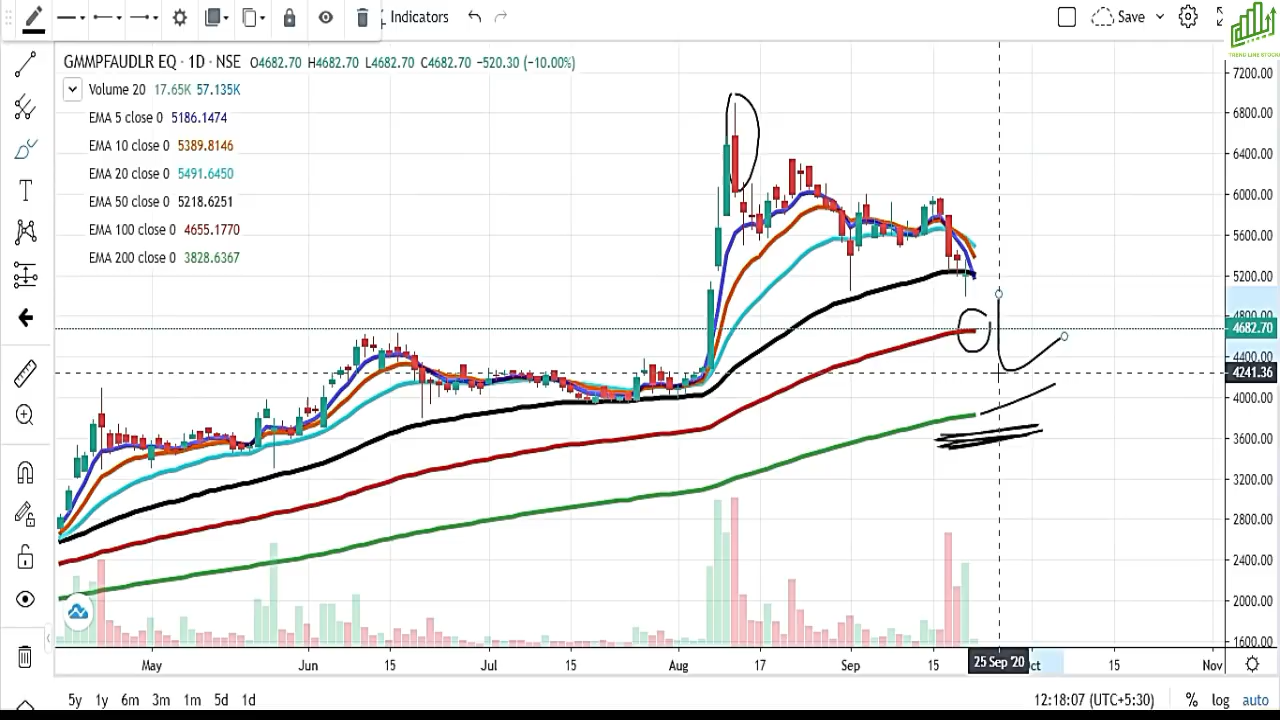 Indicators
Save
TREND LINE STOCK
GMMPFAUDLR EQ · 1D · NSE O4682.70 H4682.70 L4682.70 C4682.70 −520.30 (−10.00%)
Volume 20 17.65K 57.135K
EMA 5 close 0 5186.1474
EMA 10 close 0 5389.8146
EMA 20 close 0 5491.6450
EMA 50 close 0 5218.6251
EMA 100 close 0 4655.1770
EMA 200 close 0 3828.6367
7200.00
6800.00
6400.00
6000.00
5600.00
5200.00
4682.70
4400.00
4241.36
4000.00
3600.00
3200.00
2800.00
2400.00
2000.00
1600.00
May Jun 15 Jul 15 Aug 17 Sep 15 25 Sep '20 ct 15 Nov
5y 1y 6m 3m 1m 5d 1d 12:18:07 (UTC+5:30) % log auto